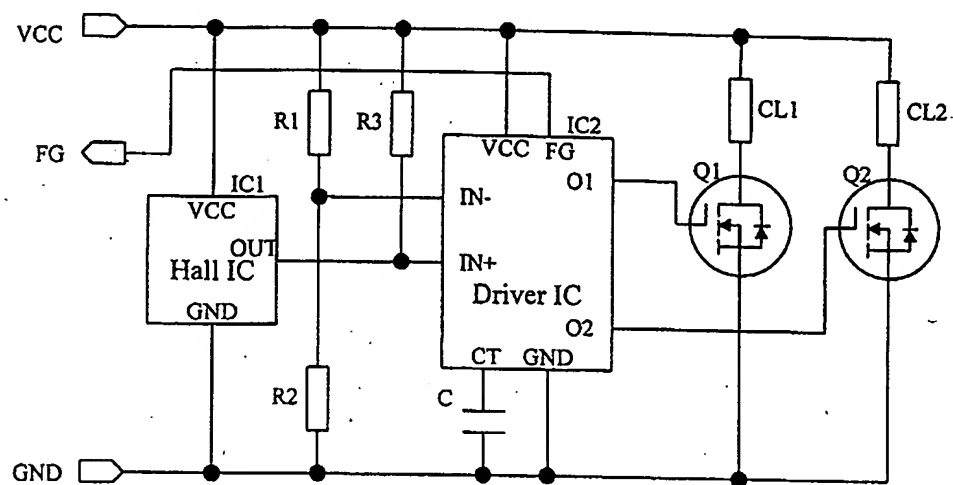 VCC
FG
R1
R3
IC2
VCC FG
CL1
CL2
IC1
VCC
OUT
Hall IC
GND
IN-
IN+
O1
Driver IC
O2
CT GND
Q1
Q2
R2
C
GND